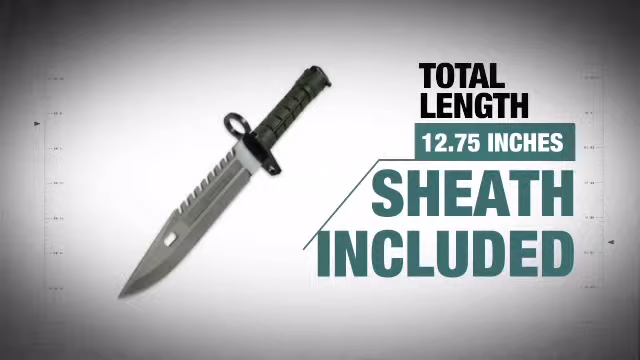 TOTAL
LENGTH
12.75 INCHES
SHEATH
INCLUDED